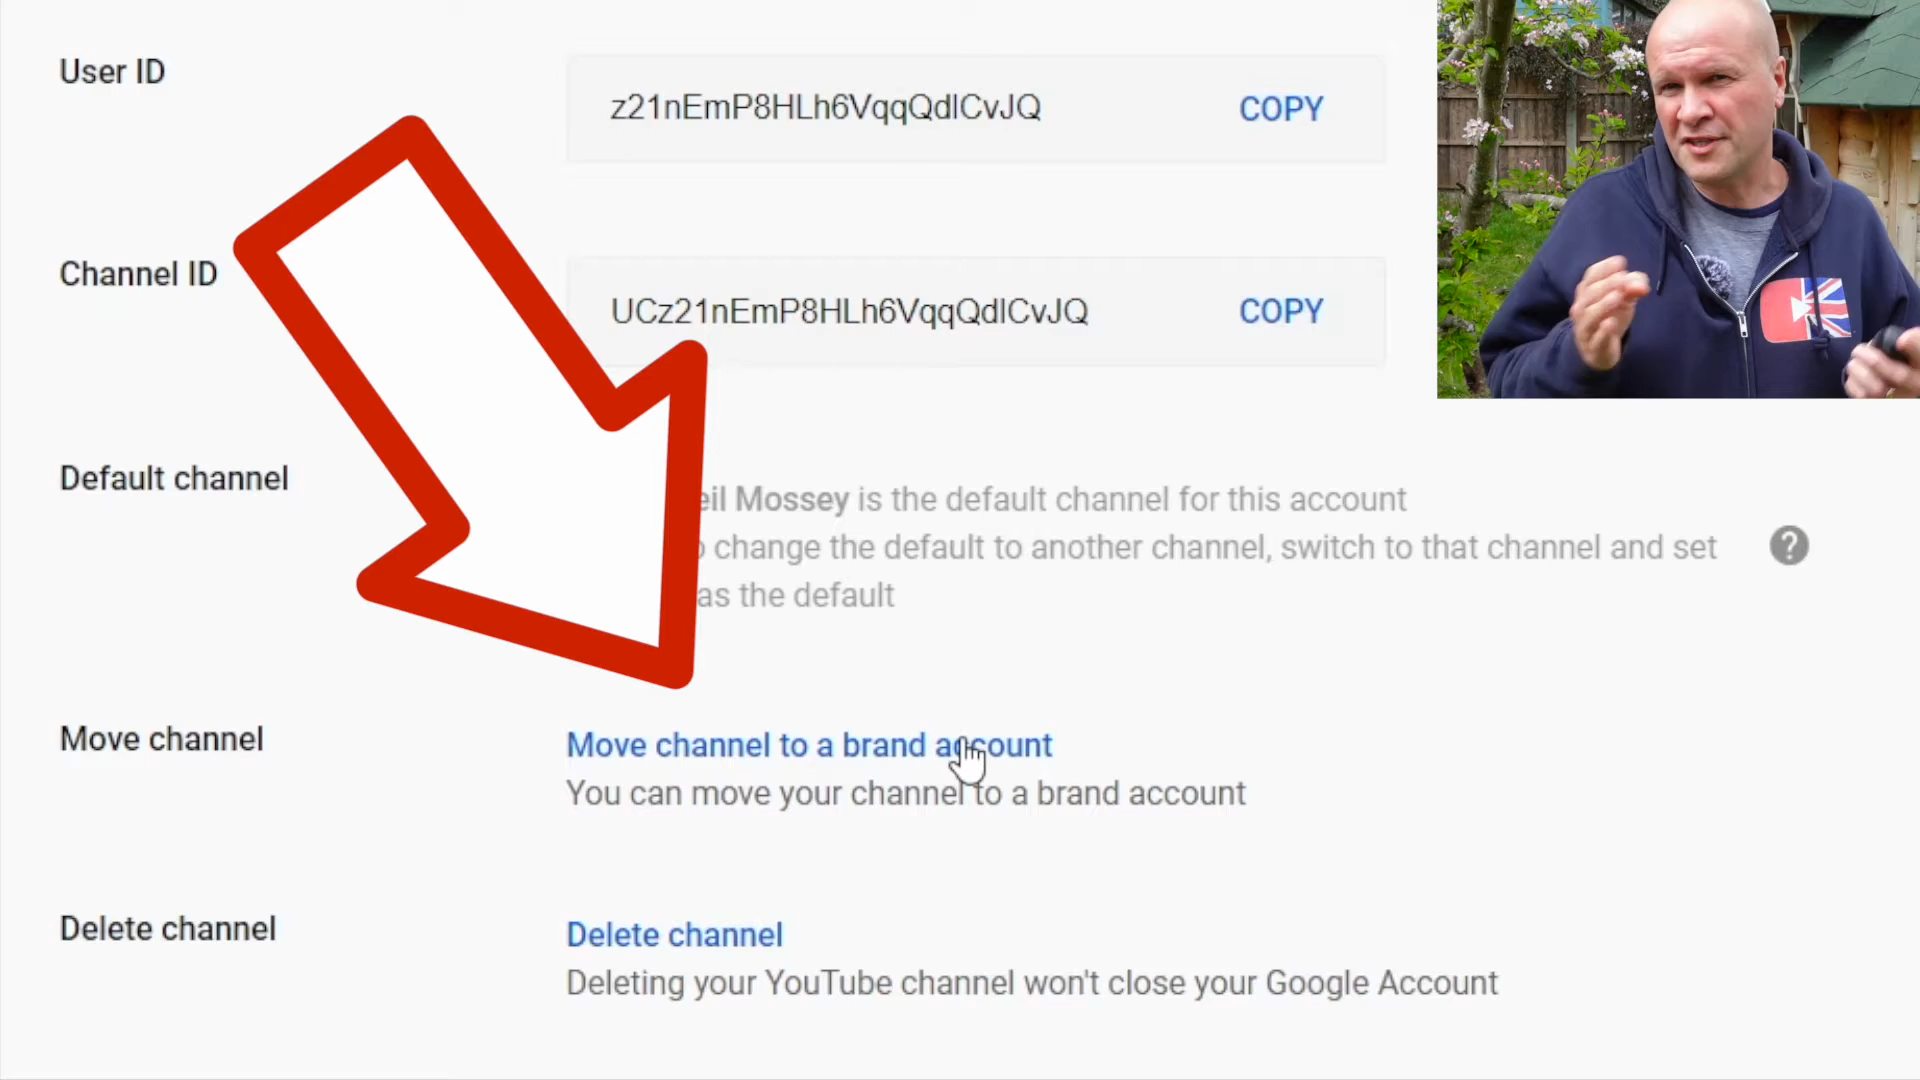 User ID
z21nEmP8HLh6VqqQdlCvJQ
COPY
Channel ID
UCz21nEmP8HLh6VqqQdlCvJQ
COPY
Default channel
eil Mossey is the default channel for this account
change the default to another channel, switch to that channel and set
as the default
Move channel
Move channel to a brand account
You can move your channel to a brand account
Delete channel
Delete channel
Deleting your YouTube channel won't close your Google Account